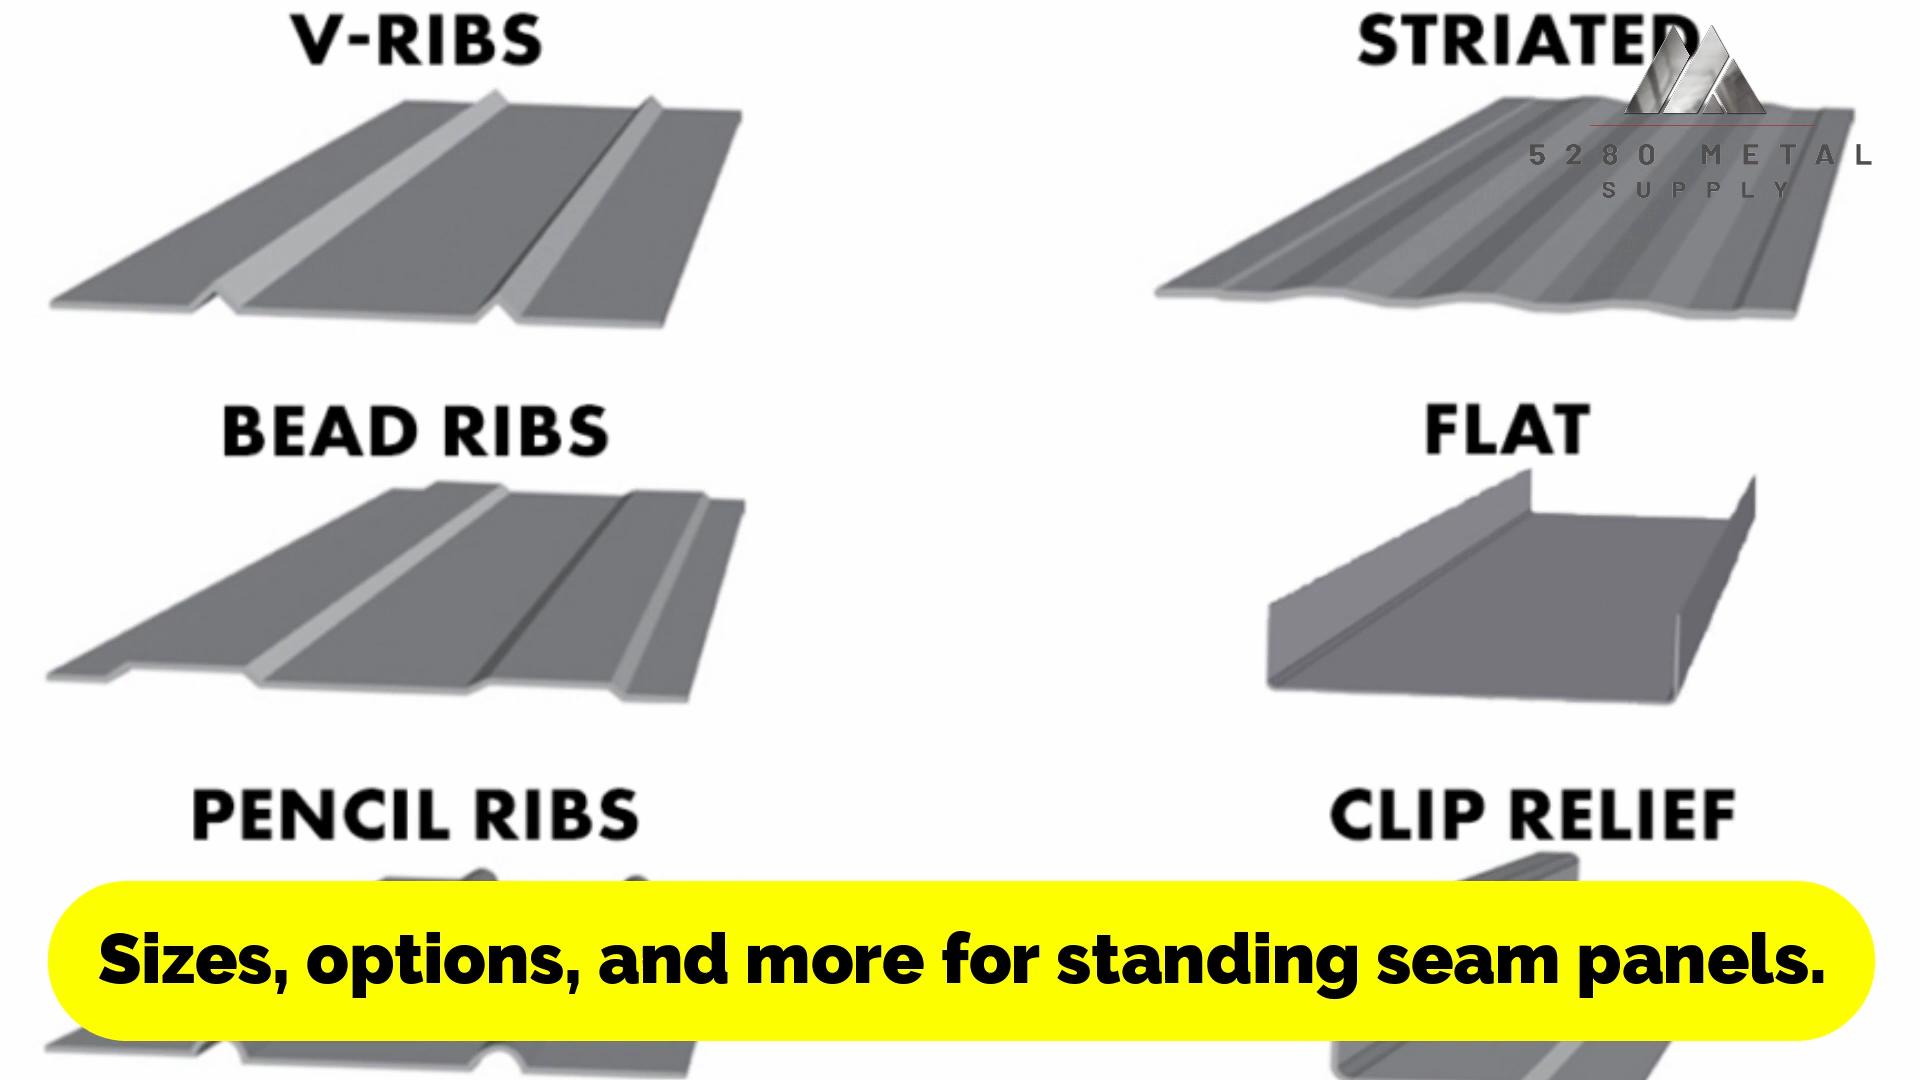 V-RIBS
STRIATED
5280 METAL
SUPPLY
BEAD RIBS
FLAT
PENCIL RIBS
CLIP RELIEF
Sizes, options, and more for standing seam panels.